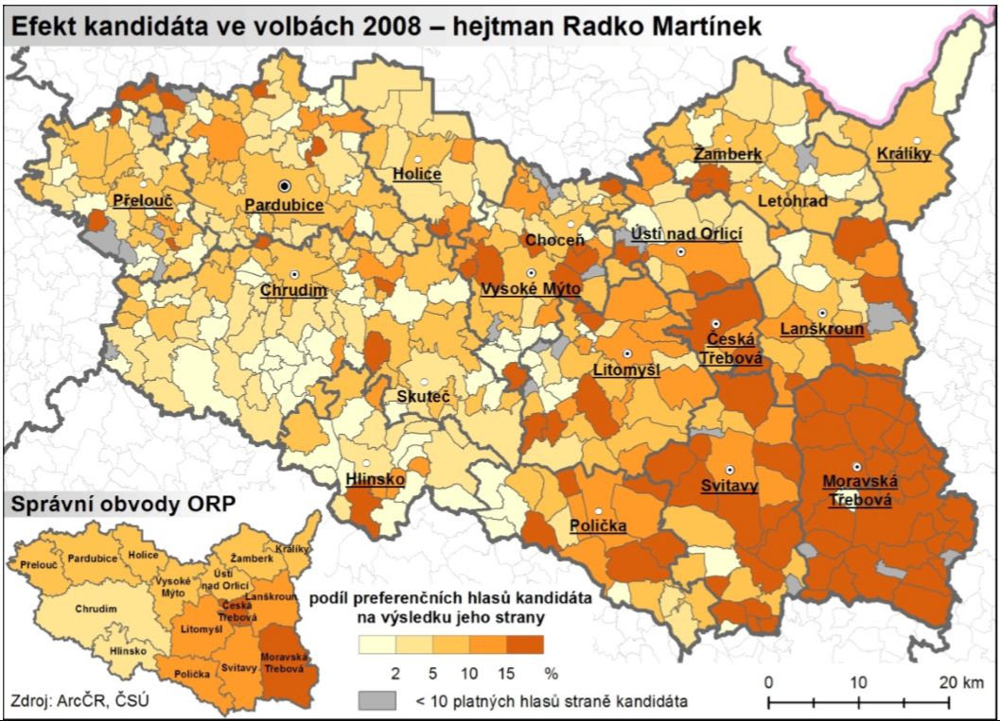 Efekt kandidáta ve volbách 2008 – hejtman Radko Martínek
Žamberk
Králíky
Holice
Přelouč
Pardubice
Letohrad
Ústí nad Orlicí
Choceň
Chrudim
Vysoké Mýto
Lanškroun
Česká
Třebová
Litomyšl
Skuteč
Hlinsko
Svitavy
Moravská
Třebová
Polička
Správní obvody ORP
Přelouč
Pardubice
Holice
Žamberk
Králíky
Vysoké
Mýto
Ústí
nad Orlicí
Lanškroun
Česká
Třebová
Chrudim
Litomyšl
Hlinsko
Moravská
Třebová
Svitavy
Polička
podíl preferenčních hlasů kandidáta
na výsledku jeho strany
2 5 10 15 %
< 10 platných hlasů straně kandidáta
0 10 20 km
Zdroj: ArcČR, ČSÚ